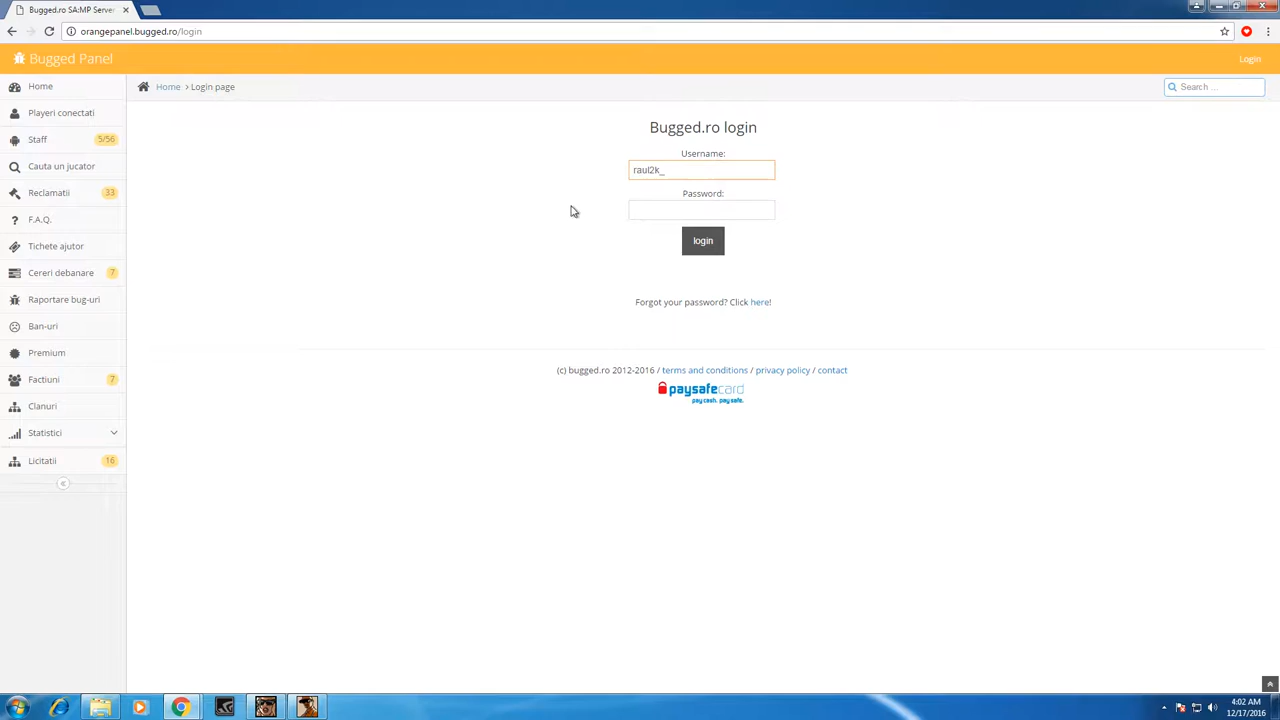 Bugged.ro SA:MP Server
orangepanel.bugged.ro/login
Bugged Panel
Login
Home
Home › Login page
Search ...
Playeri conectati
Staff 5/56
Cauta un jucator
Reclamatii 33
F.A.Q.
Tichete ajutor
Cereri debanare 7
Raportare bug-uri
Ban-uri
Premium
Factiuni 7
Clanuri
Statistici
Licitatii 16
Bugged.ro login
Username:
raul2k_
Password:
login
Forgot your password? Click here!
(c) bugged.ro 2012-2016 / terms and conditions / privacy policy / contact
paysafecard
pay cash. pay safe.
4:02 AM
12/17/2016